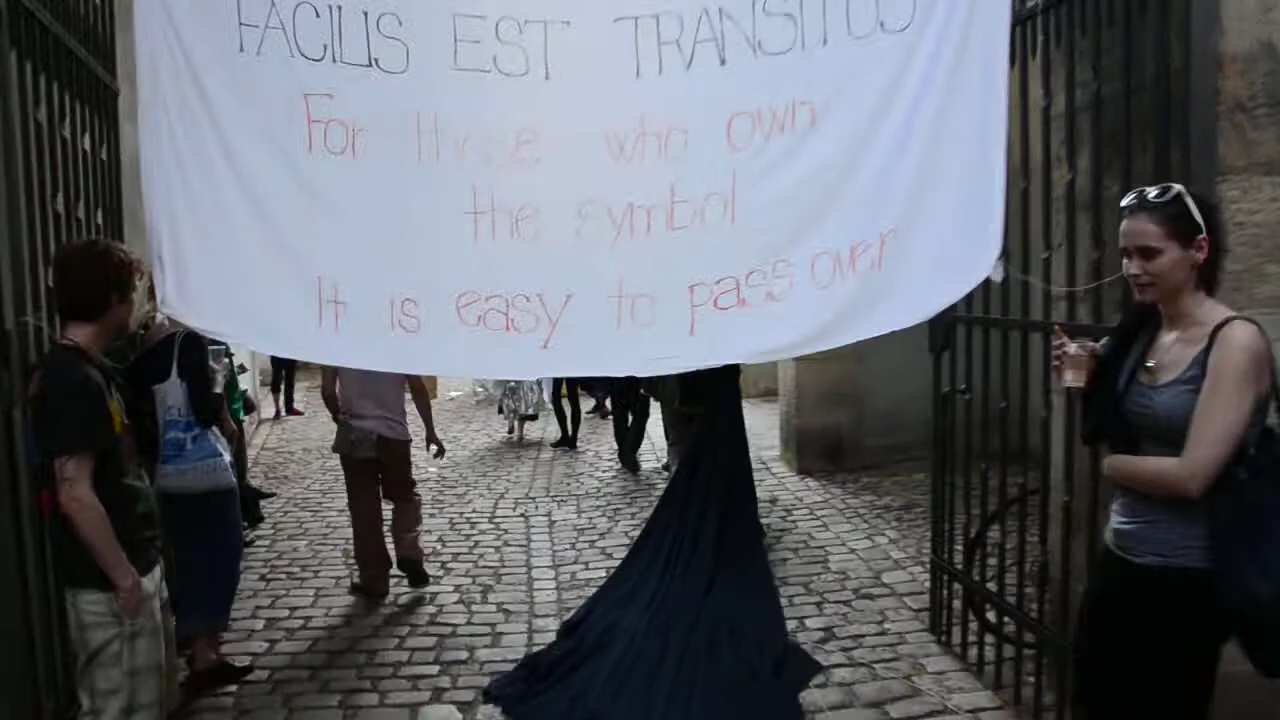 FACILIS EST TRANSITUS
For those who own
the symbol
It is easy to pass over